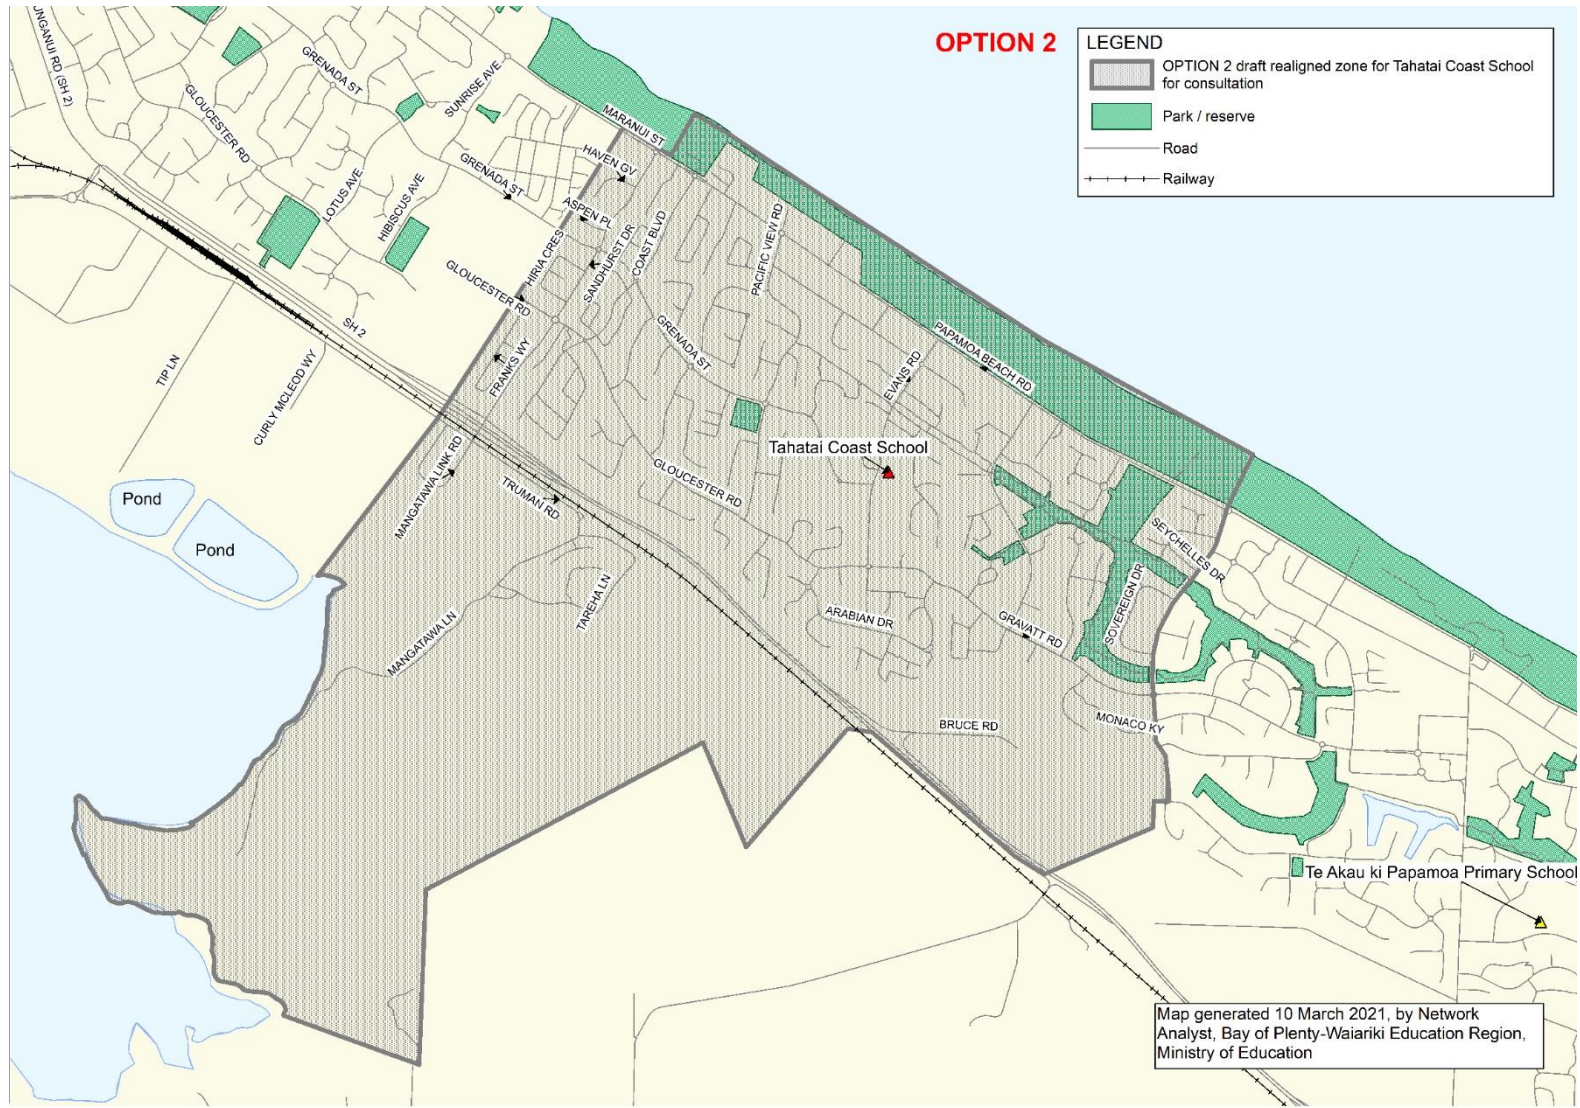 OPTION 2
LEGEND
OPTION 2 draft realigned zone for Tahatai Coast School
for consultation
Park / reserve
Road
Railway
UNGANUI RD (SH 2)
GRENADA ST
SUNRISE AVE
GLOUCESTER RD
MARANUI ST
HAVEN GV
GRENADA ST
LOTUS AVE
HIBISCUS AVE
ASPEN PL
COAST BLVD
SANDHURST DR
HIRIA CRES
PACIFIC VIEW RD
GLOUCESTER RD
SH 2
GRENADA ST
PAPAMOA BEACH RD
EVANS RD
TIP LN
CURLY MCLEOD WY
FRANKS WY
Tahatai Coast School
MANGATAWA LINK RD
GLOUCESTER RD
TRUMAN RD
Pond
Pond
SEYCHELLES DR
SOVEREIGN DR
TAREHA LN
ARABIAN DR
GRAVATT RD
MANGATAWA LN
BRUCE RD
MONACO KY
Te Akau ki Papamoa Primary School
Map generated 10 March 2021, by Network
Analyst, Bay of Plenty-Waiariki Education Region,
Ministry of Education